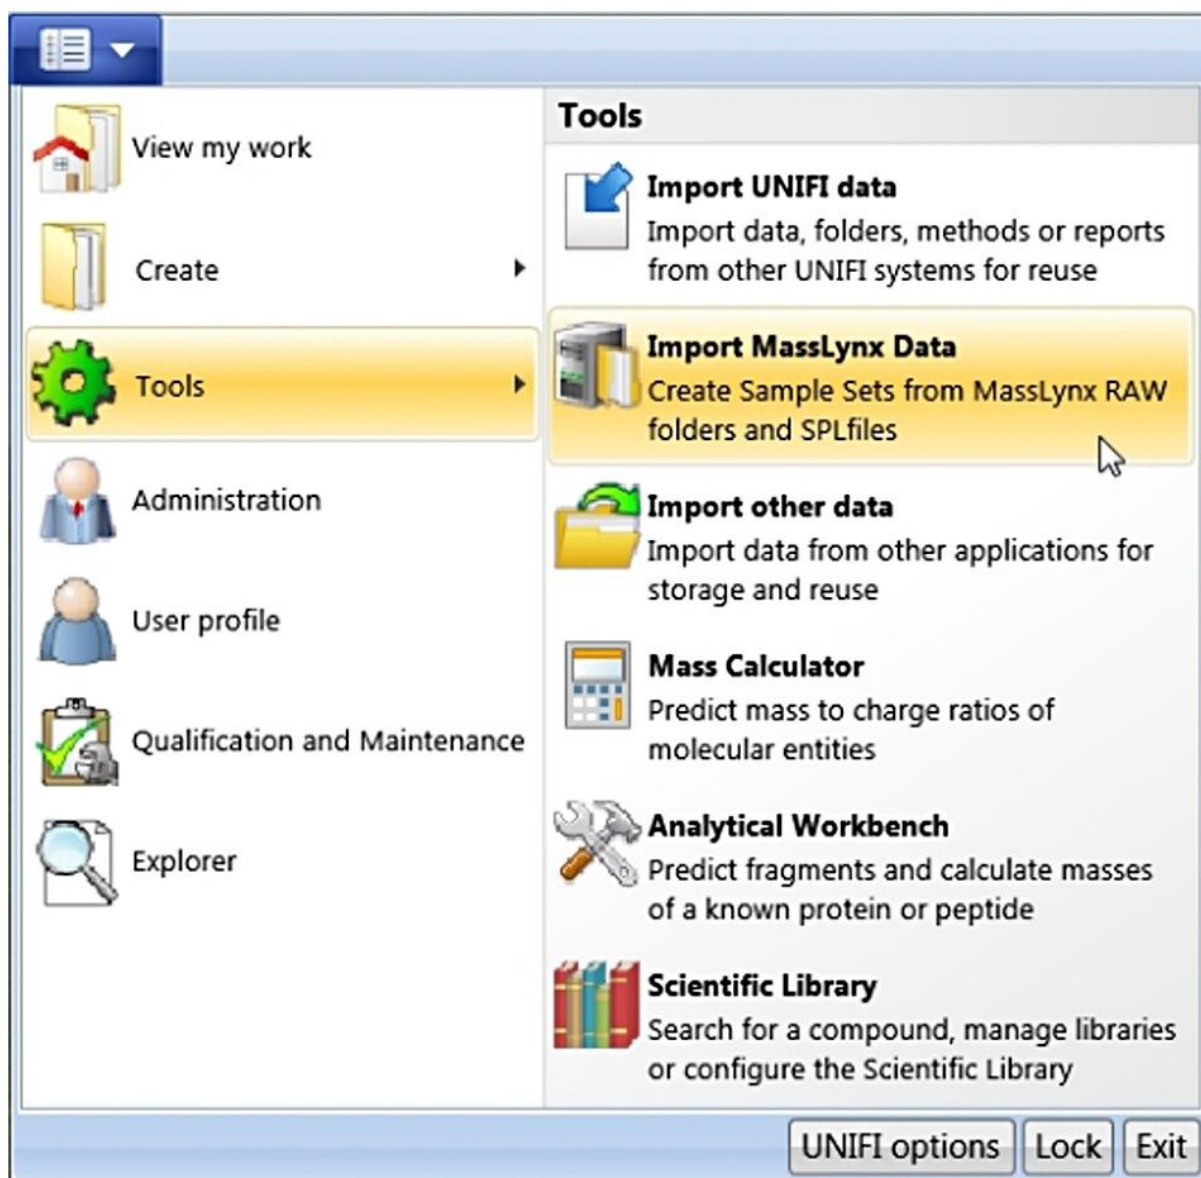 View my work
Create
Tools
Administration
User profile
Qualification and Maintenance
Explorer
Tools
Import UNIFI data
Import data, folders, methods or reports
from other UNIFI systems for reuse
Import MassLynx Data
Create Sample Sets from MassLynx RAW
folders and SPLfiles
Import other data
Import data from other applications for
storage and reuse
Mass Calculator
Predict mass to charge ratios of
molecular entities
Analytical Workbench
Predict fragments and calculate masses
of a known protein or peptide
Scientific Library
Search for a compound, manage libraries
or configure the Scientific Library
UNIFI options
Lock
Exit